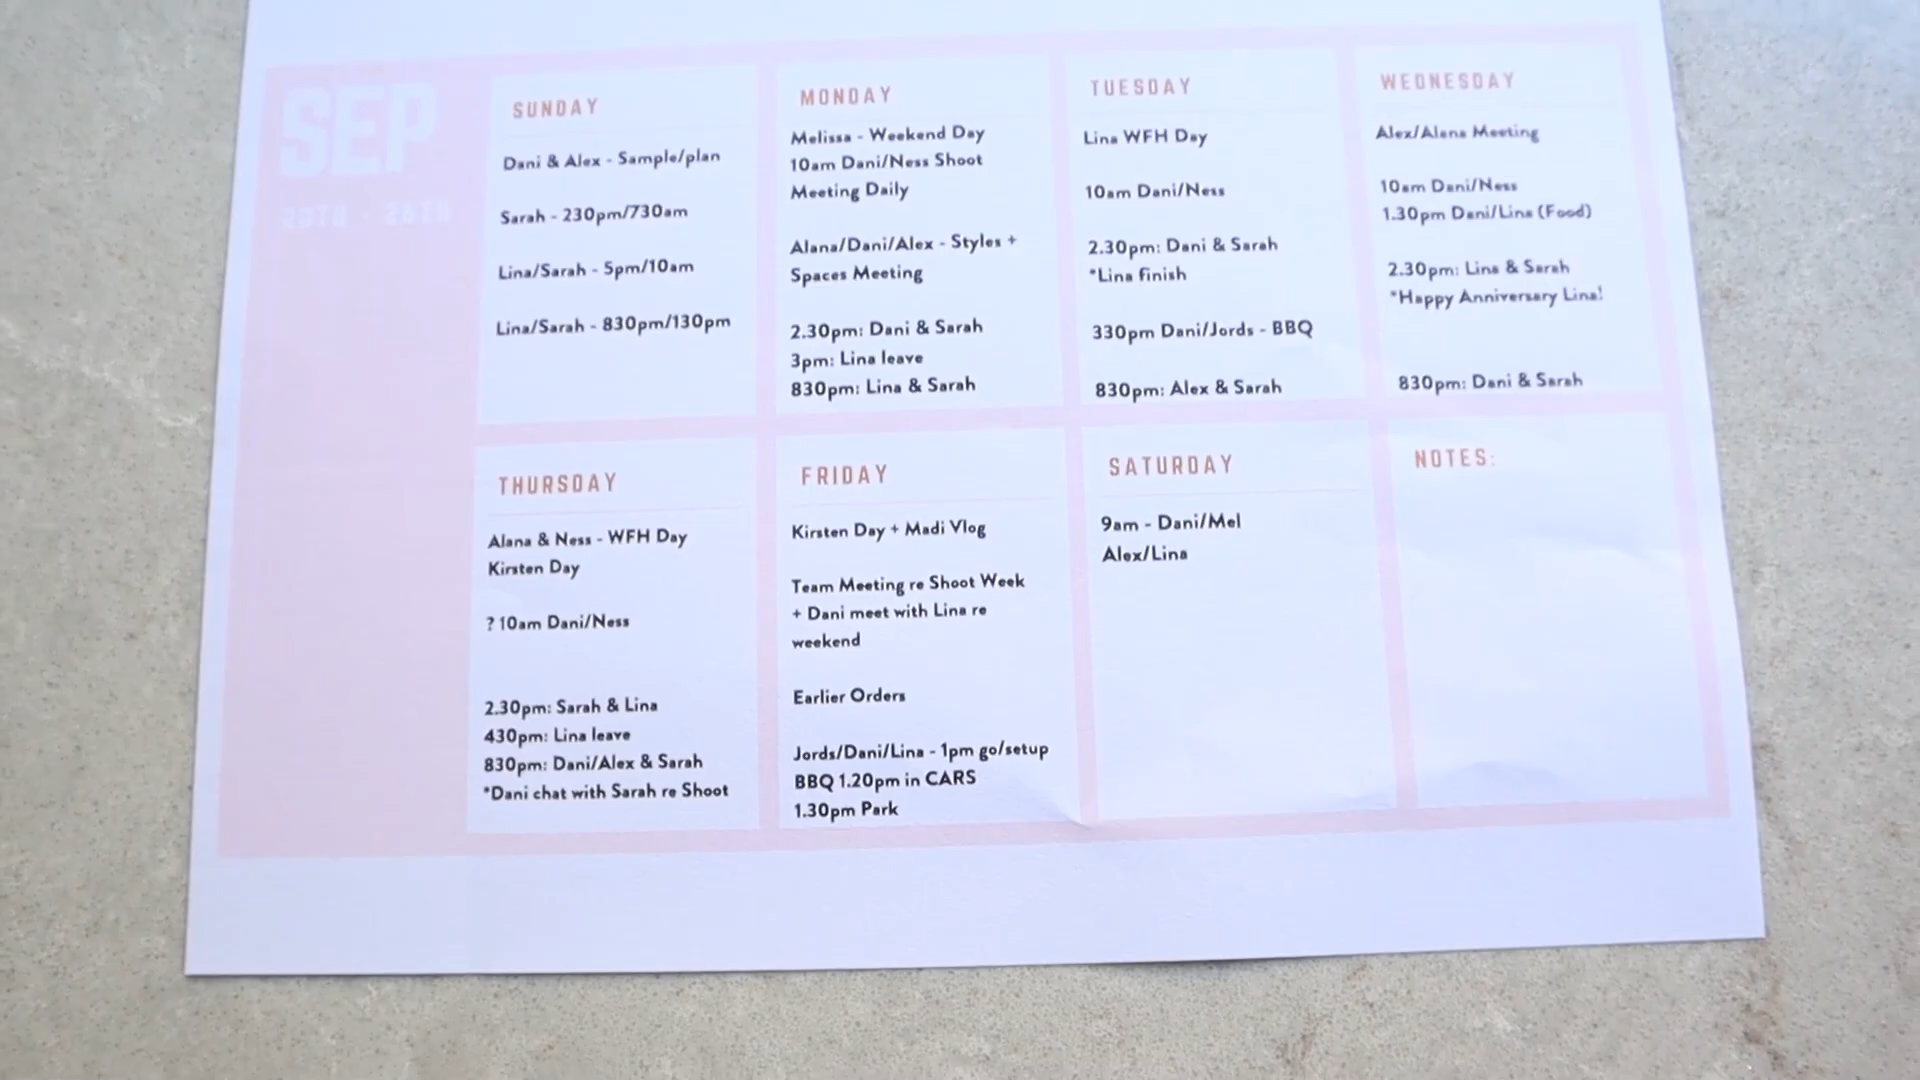 SEP
20TH - 26TH
SUNDAY
Dani & Alex - Sample/plan
Sarah - 230pm/730am
Lina/Sarah - 5pm/10am
Lina/Sarah - 830pm/130pm
MONDAY
Melissa - Weekend Day
10am Dani/Ness Shoot
Meeting Daily
Alana/Dani/Alex - Styles +
Spaces Meeting
2.30pm: Dani & Sarah
3pm: Lina leave
830pm: Lina & Sarah
TUESDAY
Lina WFH Day
10am Dani/Ness
2.30pm: Dani & Sarah
*Lina finish
330pm Dani/Jords - BBQ
830pm: Alex & Sarah
WEDNESDAY
Alex/Alana Meeting
10am Dani/Ness
1.30pm Dani/Lina (Food)
2.30pm: Lina & Sarah
*Happy Anniversary Lina!
830pm: Dani & Sarah
THURSDAY
Alana & Ness - WFH Day
Kirsten Day
? 10am Dani/Ness
2.30pm: Sarah & Lina
430pm: Lina leave
830pm: Dani/Alex & Sarah
*Dani chat with Sarah re Shoot
FRIDAY
Kirsten Day + Madi Vlog
Team Meeting re Shoot Week
+ Dani meet with Lina re
weekend
Earlier Orders
Jords/Dani/Lina - 1pm go/setup
BBQ 1.20pm in CARS
1.30pm Park
SATURDAY
9am - Dani/Mel
Alex/Lina
NOTES: